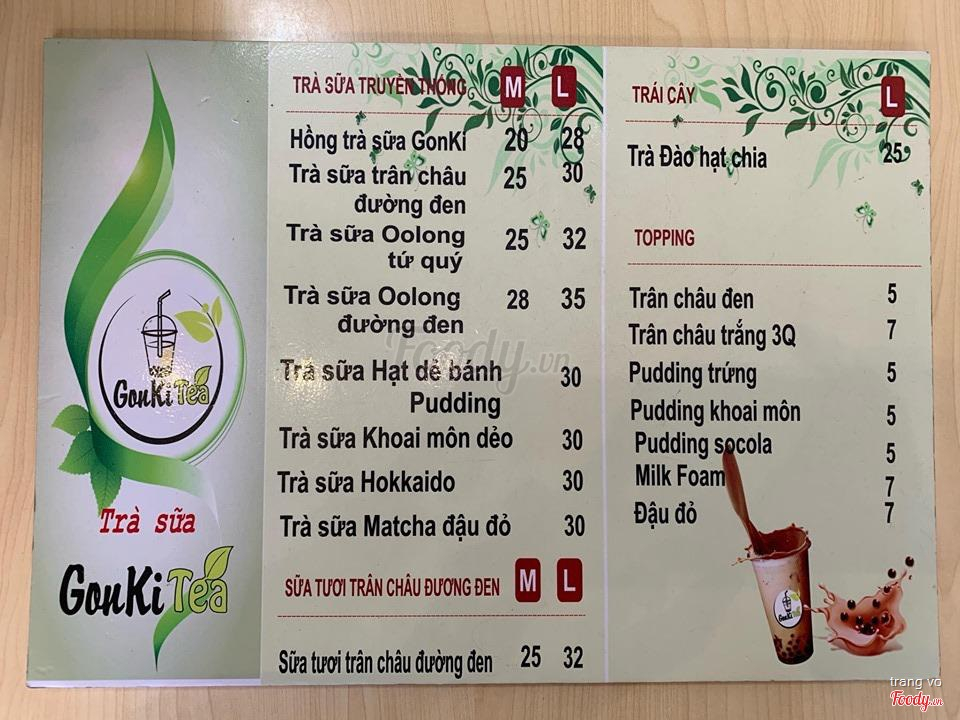 GonKi Tea
Trà sữa
GonKi Tea
TRÀ SỮA TRUYỀN THỐNG M L
Hồng trà sữa GonKi 20 28
Trà sữa trân châu 25 30
đường đen
Trà sữa Oolong 25 32
tứ quý
Trà sữa Oolong 28 35
đường đen
Trà sữa Hạt dẻ bánh 30
Pudding
Trà sữa Khoai môn dẻo 30
Trà sữa Hokkaido 30
Trà sữa Matcha đậu đỏ 30
SỮA TƯƠI TRÂN CHÂU ĐƯƠNG ĐEN M L
Sữa tươi trân châu đường đen 25 32
TRÁI CÂY L
Trà Đào hạt chia 25
TOPPING
Trân châu đen 5
Trân châu trắng 3Q 7
Pudding trứng 5
Pudding khoai môn 5
Pudding socola 5
Milk Foam 7
Đậu đỏ 7
GonKi Tea
Foody.vn
trang vo
Foody.vn